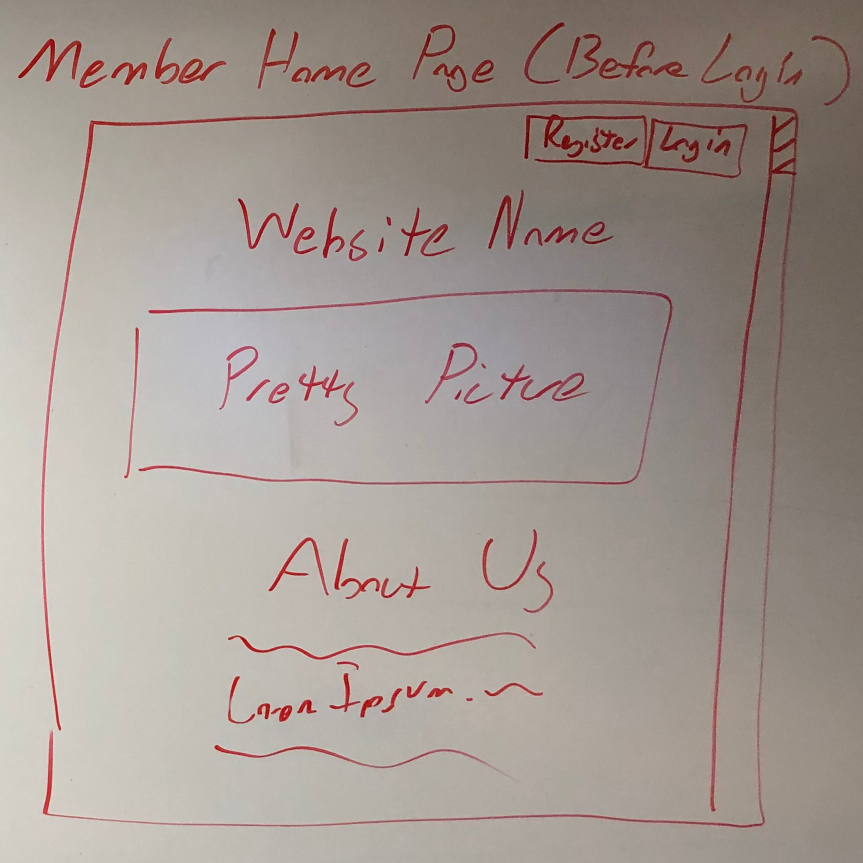 Member Home Page (Before Login)
Register Login
Website Name
Pretty Picture
About Us
Lorem Ipsum.